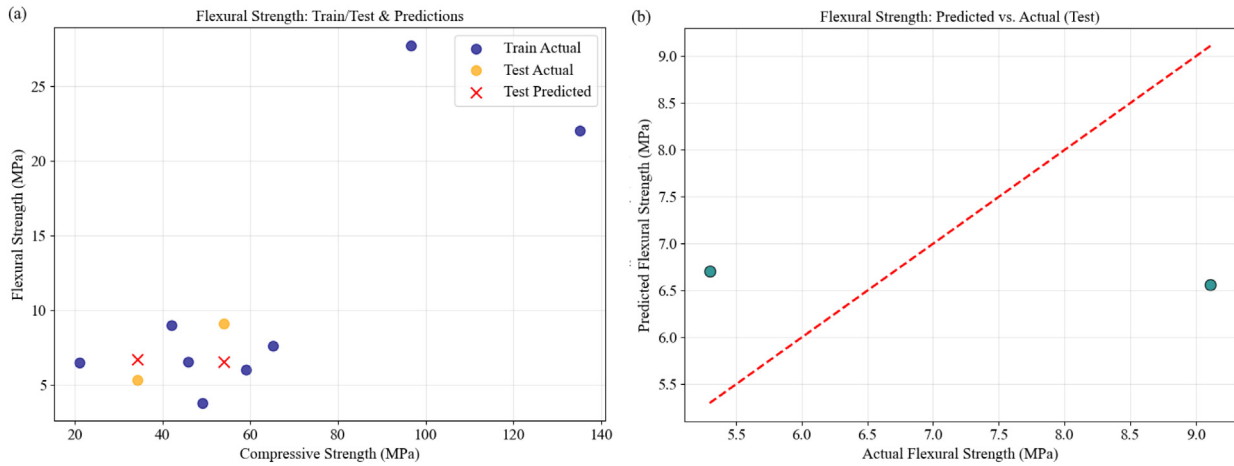 (a)
Flexural Strength: Train/Test & Predictions
Train Actual
Test Actual
Test Predicted
Flexural Strength (MPa)
25
20
15
10
5
20 40 60 80 100 120 140
Compressive Strength (MPa)
(b)
Flexural Strength: Predicted vs. Actual (Test)
Predicted Flexural Strength (MPa)
9.0
8.5
8.0
7.5
7.0
6.5
6.0
5.5
5.5 6.0 6.5 7.0 7.5 8.0 8.5 9.0
Actual Flexural Strength (MPa)